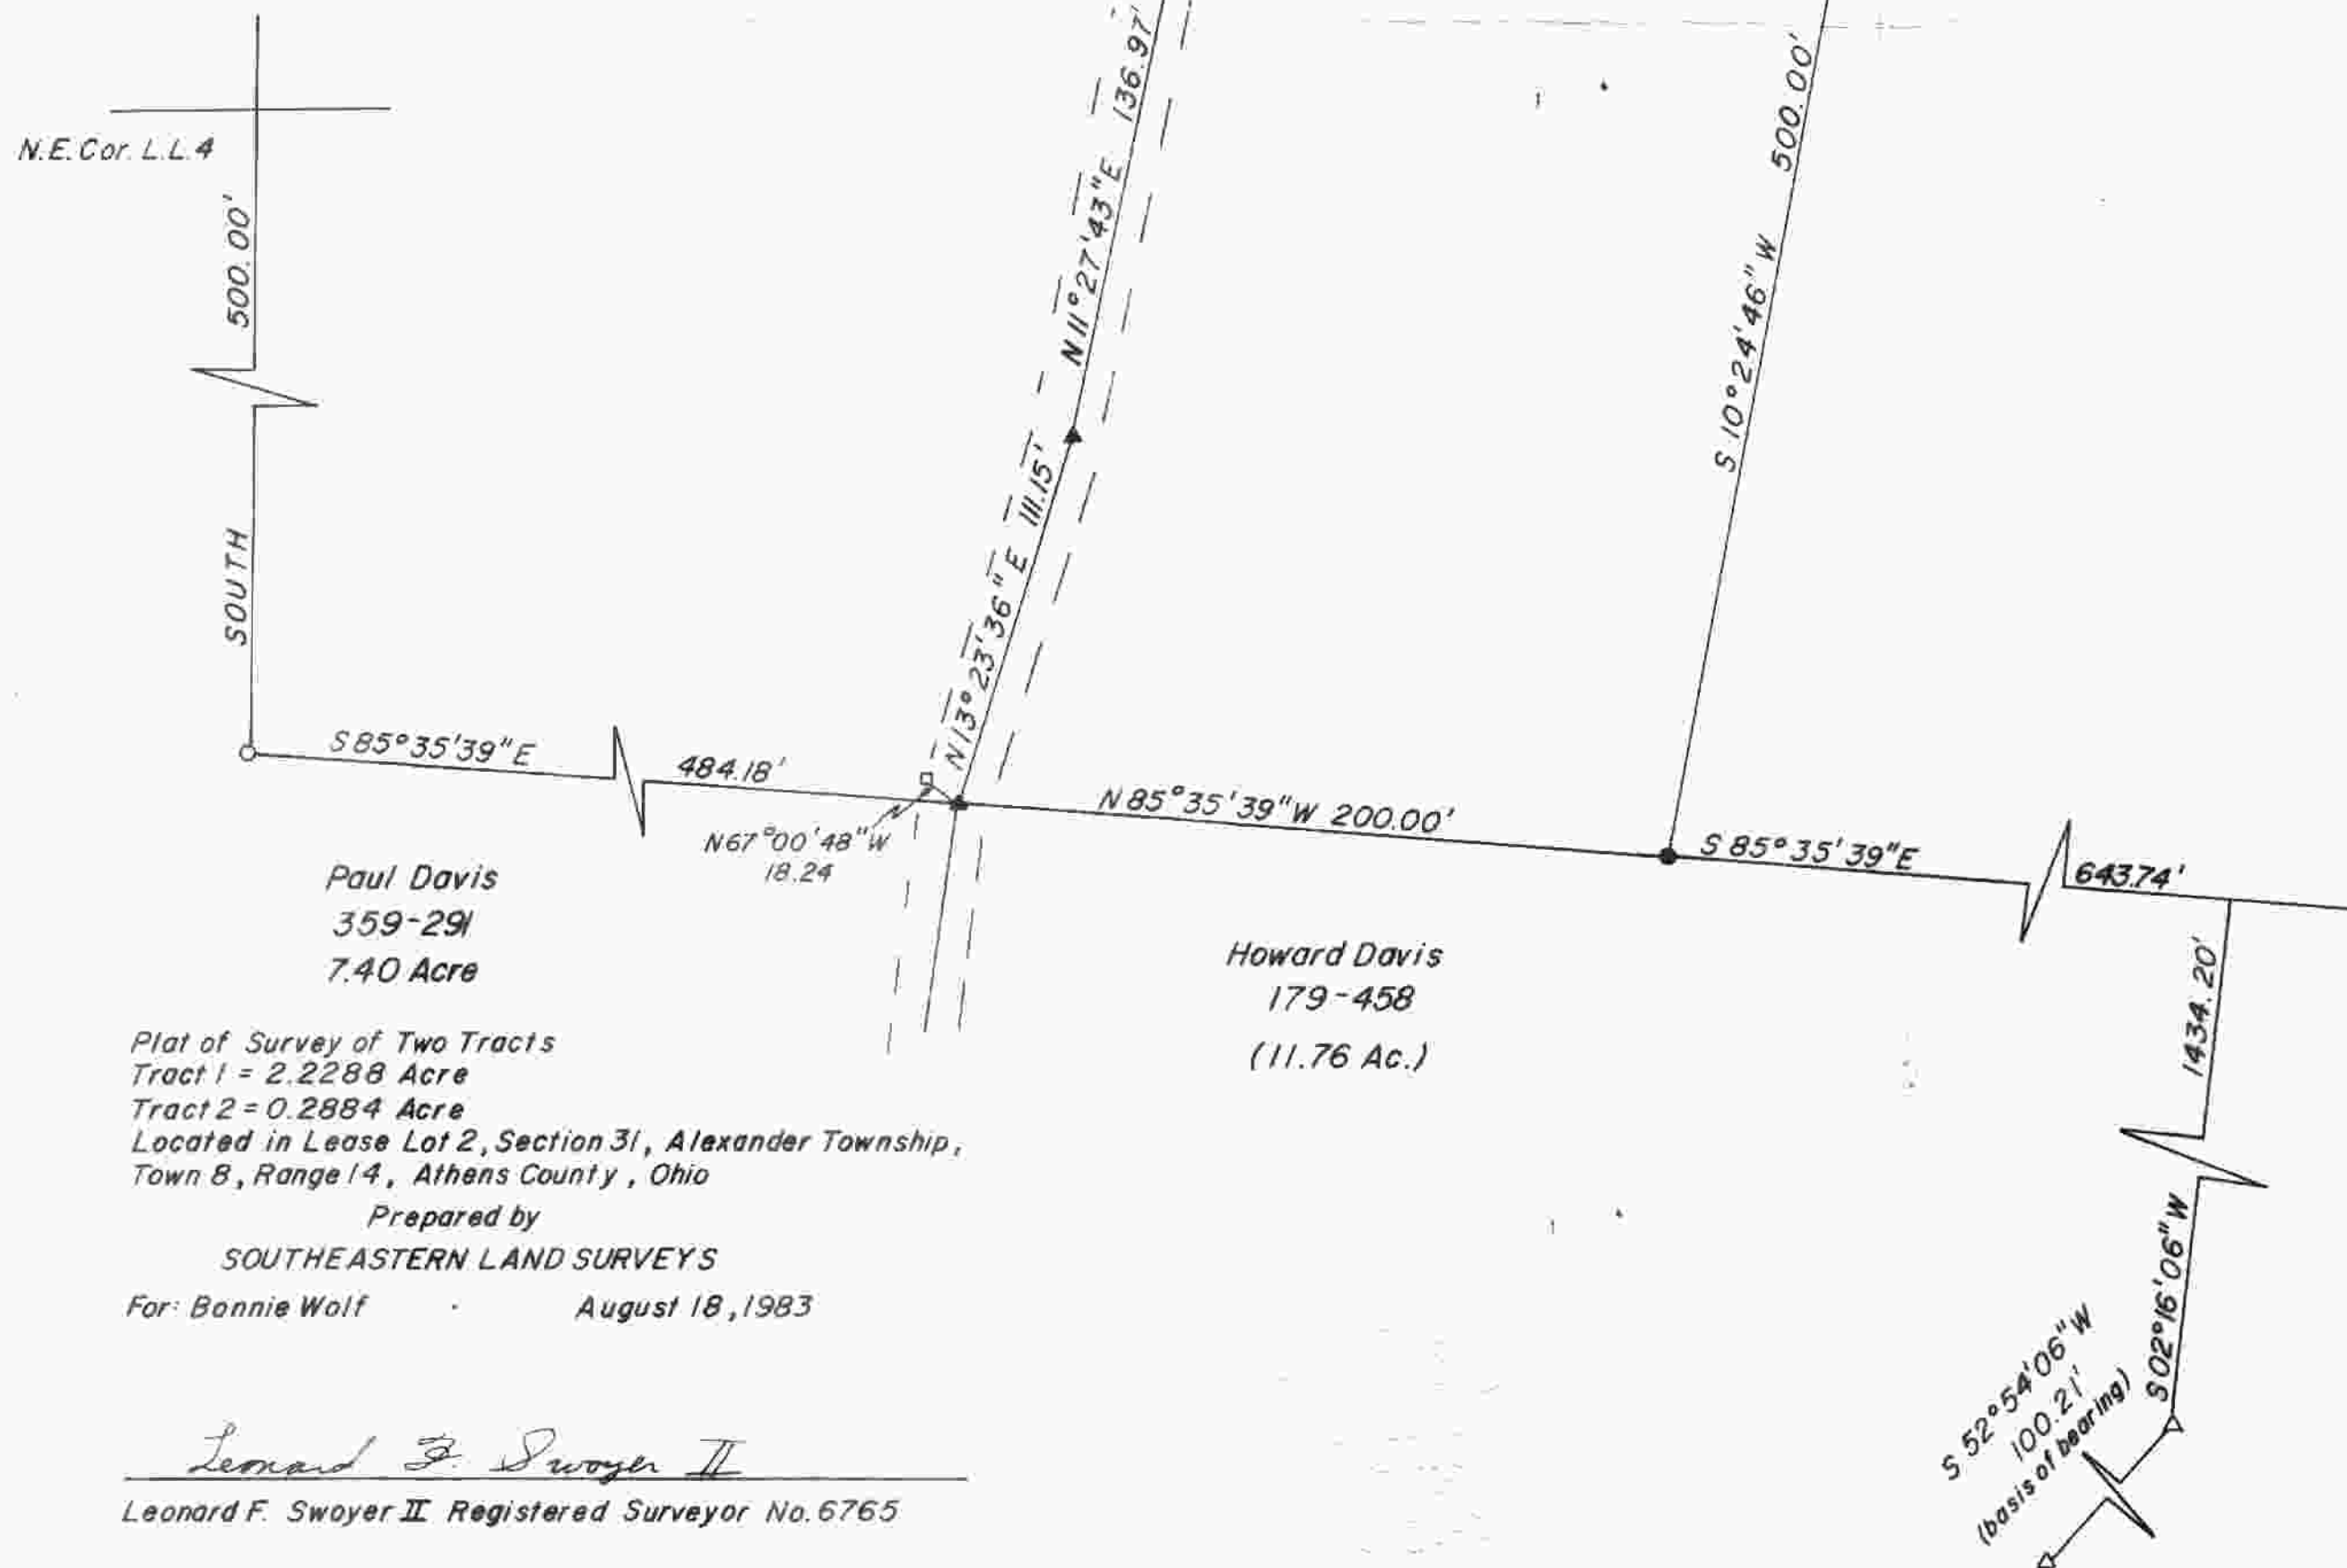 N.E. Cor. L.L. 4
500.00'
SOUTH
N 11° 27' 43" E 136.97'
N 13° 23' 36" E 111.15'
S 10° 24' 46" W 500.00'
S 85° 35' 39" E 484.18'
N 67° 00' 48" W
18.24
N 85° 35' 39" W 200.00'
S 85° 35' 39" E 643.74'
1434.20'
S 02° 16' 06" W
S 52° 54' 06" W
100.21'
(basis of bearing)
Paul Davis
359-291
7.40 Acre
Howard Davis
179-458
(11.76 Ac.)
Plat of Survey of Two Tracts
Tract 1 = 2.2288 Acre
Tract 2 = 0.2884 Acre
Located in Lease Lot 2, Section 31, Alexander Township,
Town 8, Range 14, Athens County, Ohio
Prepared by
SOUTHEASTERN LAND SURVEYS
For: Bonnie Wolf August 18, 1983
Leonard F. Swoyer II
Leonard F. Swoyer II Registered Surveyor No. 6765